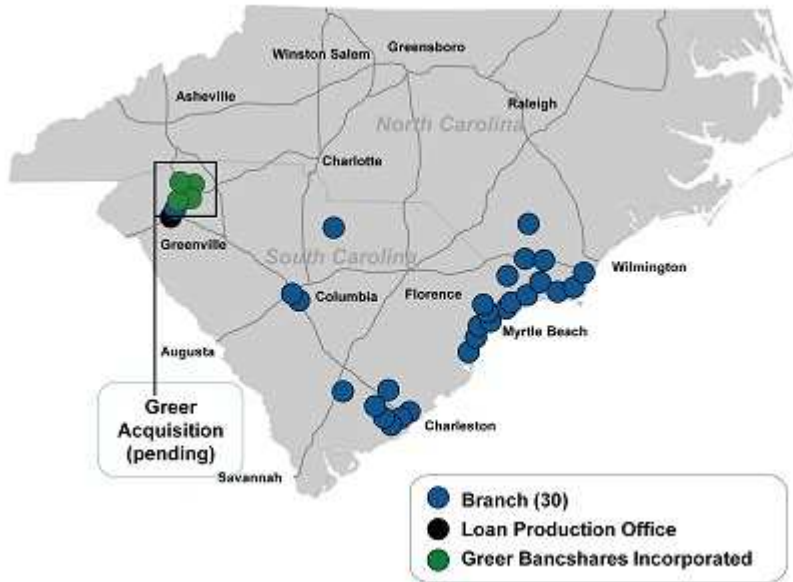 Greensboro
Winston Salem
Asheville
Raleigh
North Carolina
Charlotte
Greenville
South Carolina
Wilmington
Columbia
Florence
Myrtle Beach
Augusta
Greer
Acquisition
(pending)
Charleston
Savannah
Branch (30)
Loan Production Office
Greer Bancshares Incorporated